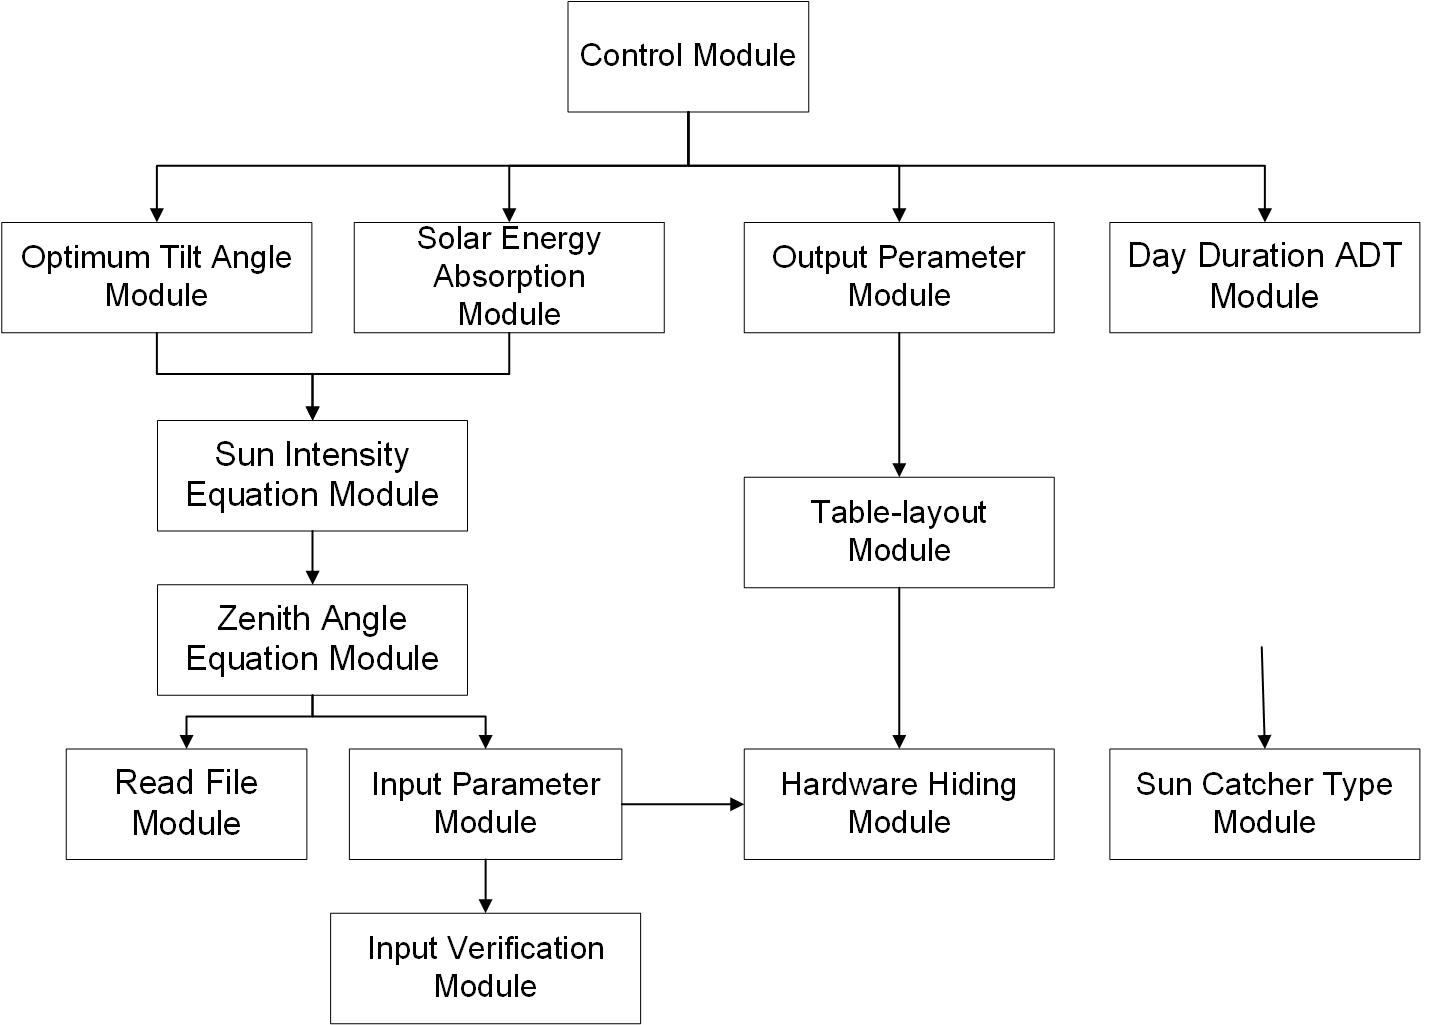 Control Module
Optimum Tilt Angle
Module
Solar Energy
Absorption
Module
Output Perameter
Module
Day Duration ADT
Module
Sun Intensity
Equation Module
Table-layout
Module
Zenith Angle
Equation Module
Read File
Module
Input Parameter
Module
Hardware Hiding
Module
Sun Catcher Type
Module
Input Verification
Module